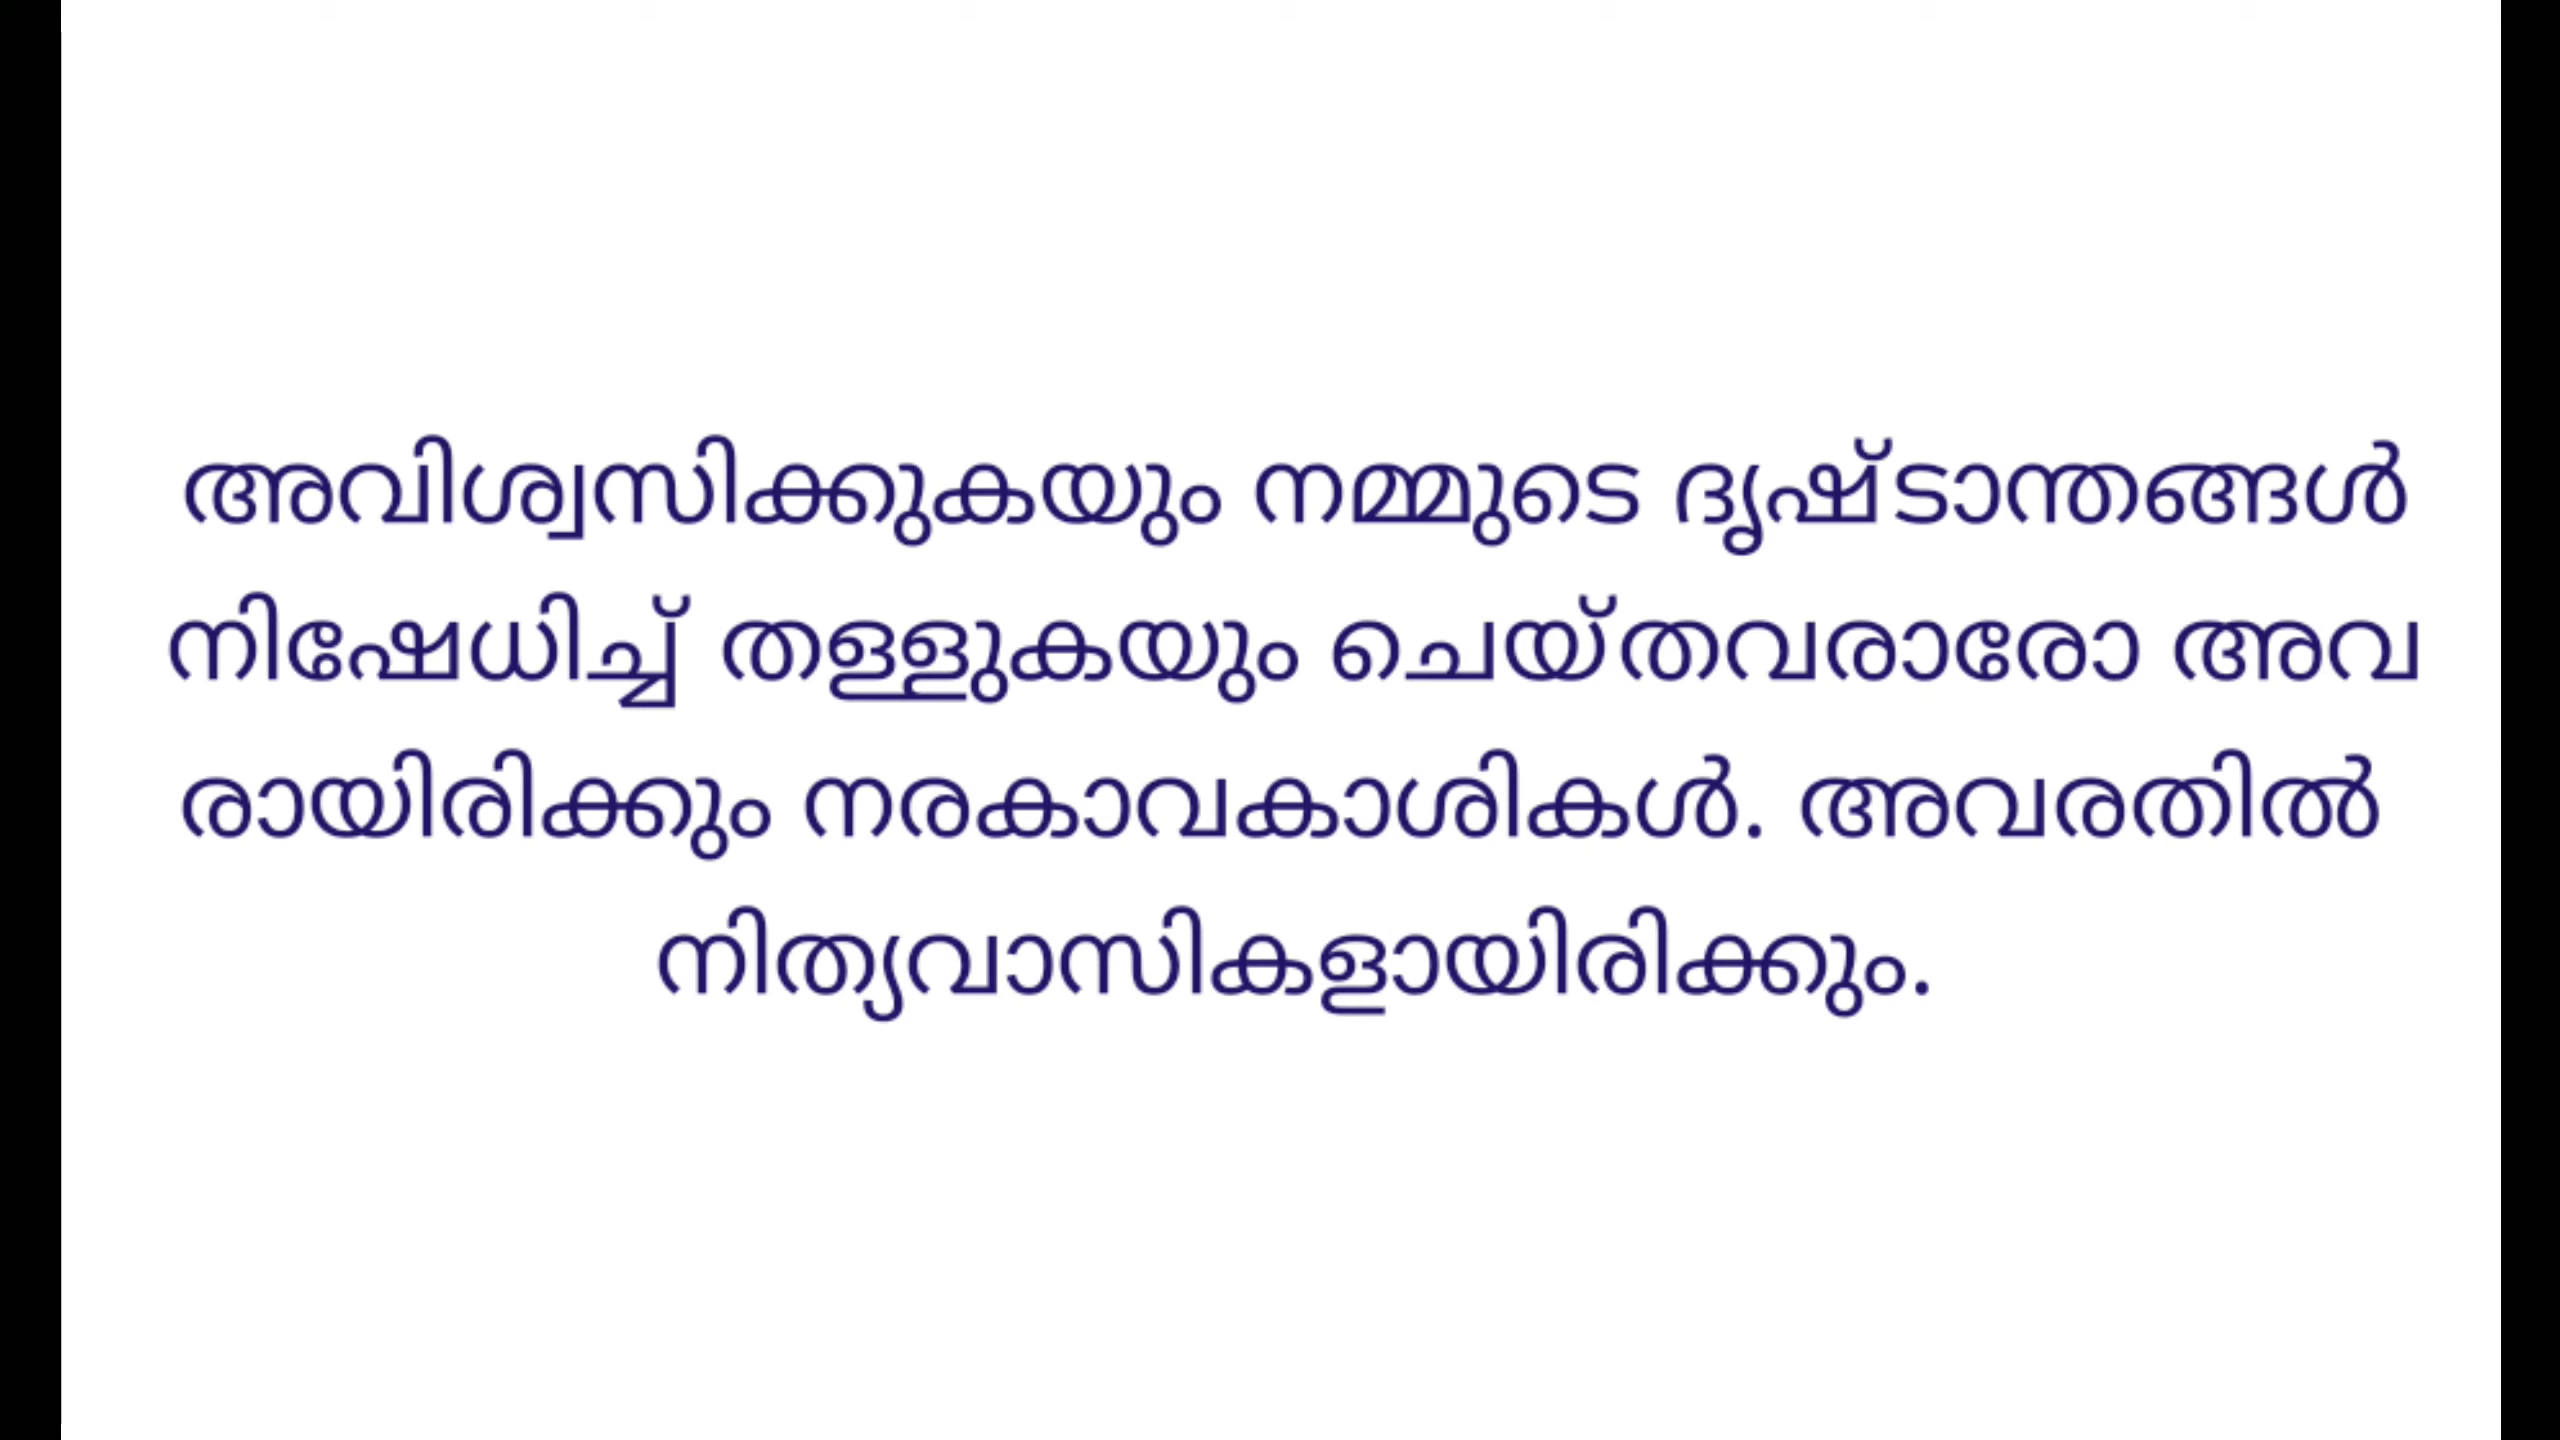 അവിശ്വസിക്കുകയും നമ്മുടെ ദൃഷ്‌ടാന്തങ്ങൾ
നിഷേധിച്ച് തള്ളുകയും ചെയ്‌തവരാരോ അവ
രായിരിക്കും നരകാവകാശികൾ. അവരതിൽ
നിത്യവാസികളായിരിക്കും.